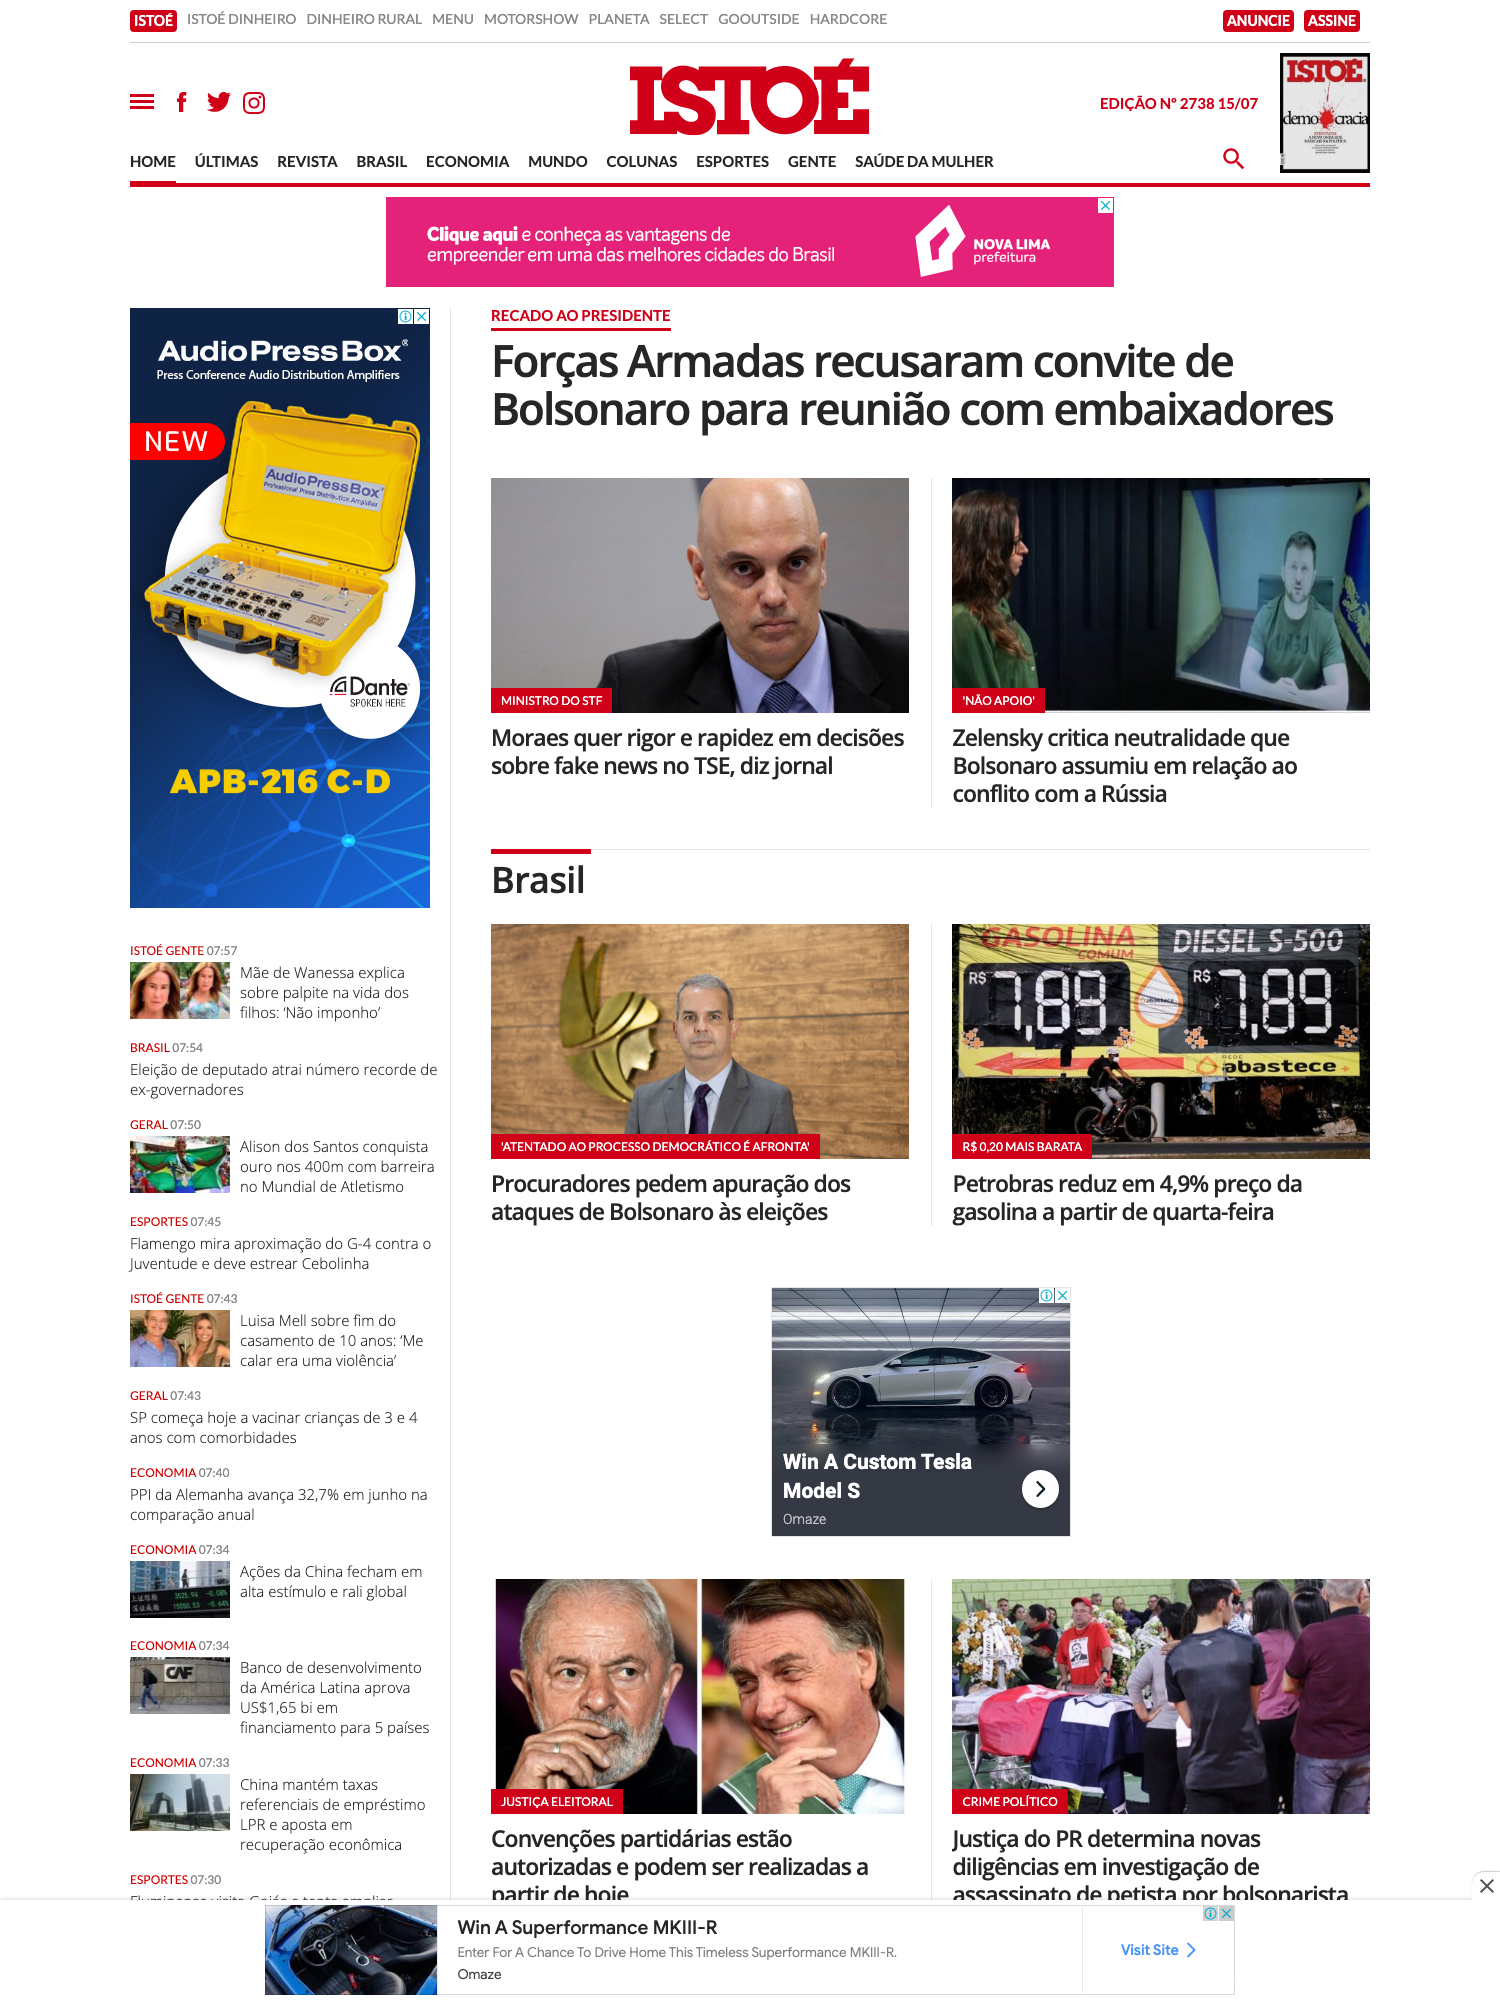 ISTOÉ ISTOÉ DINHEIRO DINHEIRO RURAL MENU MOTORSHOW PLANETA SELECT GOOUTSIDE HARDCORE ANUNCIE ASSINE
ISTOÉ
EDIÇÃO Nº 2738 15/07
ISTOÉ
democracia
HOME ÚLTIMAS REVISTA BRASIL ECONOMIA MUNDO COLUNAS ESPORTES GENTE SAÚDE DA MULHER
Clique aqui e conheça as vantagens de
empreender em uma das melhores cidades do Brasil
NOVA LIMA
prefeitura
AudioPressBox®
Press Conference Audio Distribution Amplifiers
NEW
AudioPressBox®
Professional Press Distribution Amplifier
Dante
SPOKEN HERE
APB-216 C-D
ISTOÉ GENTE 07:57
Mãe de Wanessa explica
sobre palpite na vida dos
filhos: ‘Não imponho’
BRASIL 07:54
Eleição de deputado atrai número recorde de
ex-governadores
GERAL 07:50
Alison dos Santos conquista
ouro nos 400m com barreira
no Mundial de Atletismo
ESPORTES 07:45
Flamengo mira aproximação do G-4 contra o
Juventude e deve estrear Cebolinha
ISTOÉ GENTE 07:43
Luisa Mell sobre fim do
casamento de 10 anos: ‘Me
calar era uma violência’
GERAL 07:43
SP começa hoje a vacinar crianças de 3 e 4
anos com comorbidades
ECONOMIA 07:40
PPI da Alemanha avança 32,7% em junho na
comparação anual
ECONOMIA 07:34
Ações da China fecham em
alta estímulo e rali global
ECONOMIA 07:34
CAF
Banco de desenvolvimento
da América Latina aprova
US$1,65 bi em
financiamento para 5 países
ECONOMIA 07:33
China mantém taxas
referenciais de empréstimo
LPR e aposta em
recuperação econômica
ESPORTES 07:30
RECADO AO PRESIDENTE
Forças Armadas recusaram convite de
Bolsonaro para reunião com embaixadores
MINISTRO DO STF
Moraes quer rigor e rapidez em decisões
sobre fake news no TSE, diz jornal
'NÃO APOIO'
Zelensky critica neutralidade que
Bolsonaro assumiu em relação ao
conflito com a Rússia
Brasil
'ATENTADO AO PROCESSO DEMOCRÁTICO É AFRONTA'
Procuradores pedem apuração dos
ataques de Bolsonaro às eleições
GASOLINA
COMUM
DIESEL S-500
R$ 7,69
abastece
R$ 7,89
REDE
abastece
R$ 0,20 MAIS BARATA
Petrobras reduz em 4,9% preço da
gasolina a partir de quarta-feira
Win A Custom Tesla
Model S
Omaze
JUSTIÇA ELEITORAL
Convenções partidárias estão
autorizadas e podem ser realizadas a
partir de hoje
CRIME POLÍTICO
Justiça do PR determina novas
diligências em investigação de
assassinato de petista por bolsonarista
Win A Superformance MKIII-R
Enter For A Chance To Drive Home This Timeless Superformance MKIII-R.
Omaze
Visit Site